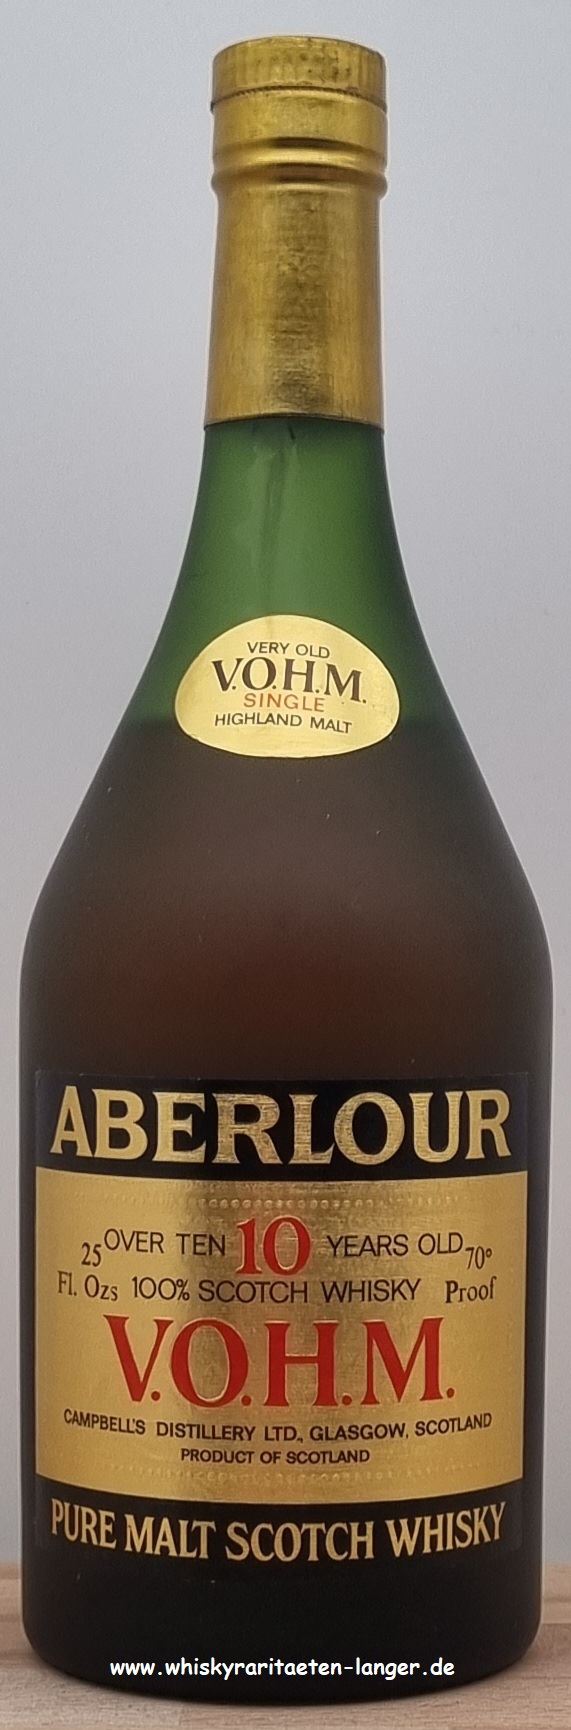 VERY OLD
V.O.H.M.
SINGLE
HIGHLAND MALT
ABERLOUR
OVER TEN 10 YEARS OLD
25 Fl. Ozs 100% SCOTCH WHISKY 70° Proof
V.O.H.M.
CAMPBELL'S DISTILLERY LTD., GLASGOW, SCOTLAND
PRODUCT OF SCOTLAND
PURE MALT SCOTCH WHISKY
www.whiskyraritaeten-langer.de